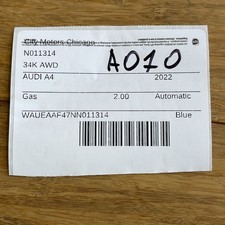 City Motors Chicago
N011314
34K AWD
A010
AUDI A4 2022
Gas 2.00 Automatic
WAUEAAF47NN011314
Blue